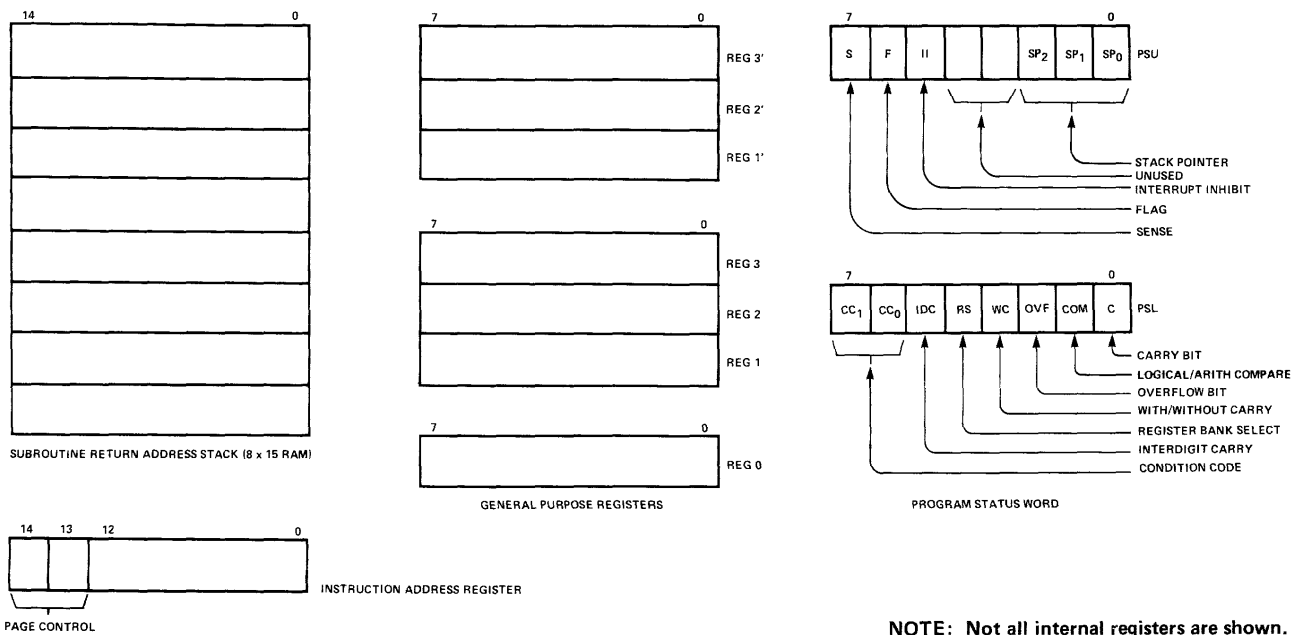 14 0
SUBROUTINE RETURN ADDRESS STACK (8 x 15 RAM)
14 13 12 0
INSTRUCTION ADDRESS REGISTER
PAGE CONTROL
7 0
REG 3'
REG 2'
REG 1'
7 0
REG 3
REG 2
REG 1
7 0
REG 0
GENERAL PURPOSE REGISTERS
7 0
S F II SP2 SP1 SP0 PSU
STACK POINTER
UNUSED
INTERRUPT INHIBIT
FLAG
SENSE
7 0
CC1 CC0 IDC RS WC OVF COM C PSL
CARRY BIT
LOGICAL/ARITH COMPARE
OVERFLOW BIT
WITH/WITHOUT CARRY
REGISTER BANK SELECT
INTERDIGIT CARRY
CONDITION CODE
PROGRAM STATUS WORD
NOTE: Not all internal registers are shown.